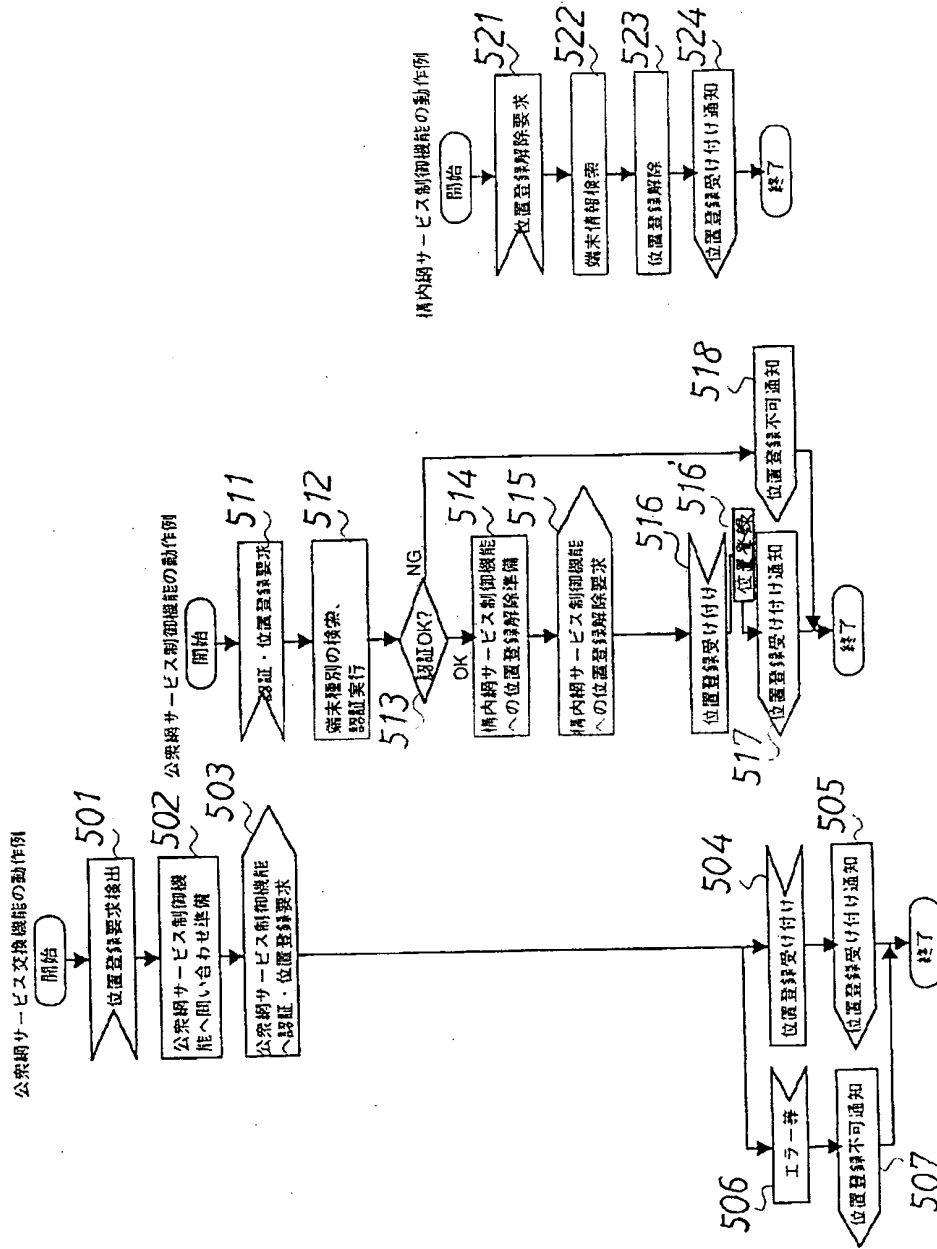 公衆網サービス交換機能の動作例
開始
位置登録要求検出
501
公衆網サービス制御機
能へ問い合わせ準備
502
公衆網サービス制御機能
へ認証・位置登録要求
503
位置登録受け付け
504
位置登録受け付け通知
505
エラー等
506
位置登録不可通知
507
終了
公衆網サービス制御機能の動作例
開始
認証・位置登録要求
511
端末種別の検索、
認証実行
512
認証OK?
513
NG
OK
構内網サービス制御機能
への位置登録解除準備
514
構内網サービス制御機能
への位置登録解除要求
515
位置登録受け付け
516
516'
位置登録受け付け通知
517
位置登録不可通知
518
終了
構内網サービス制御機能の動作例
開始
位置登録解除要求
521
端末情報検索
522
位置登録解除
523
位置登録受け付け通知
524
終了